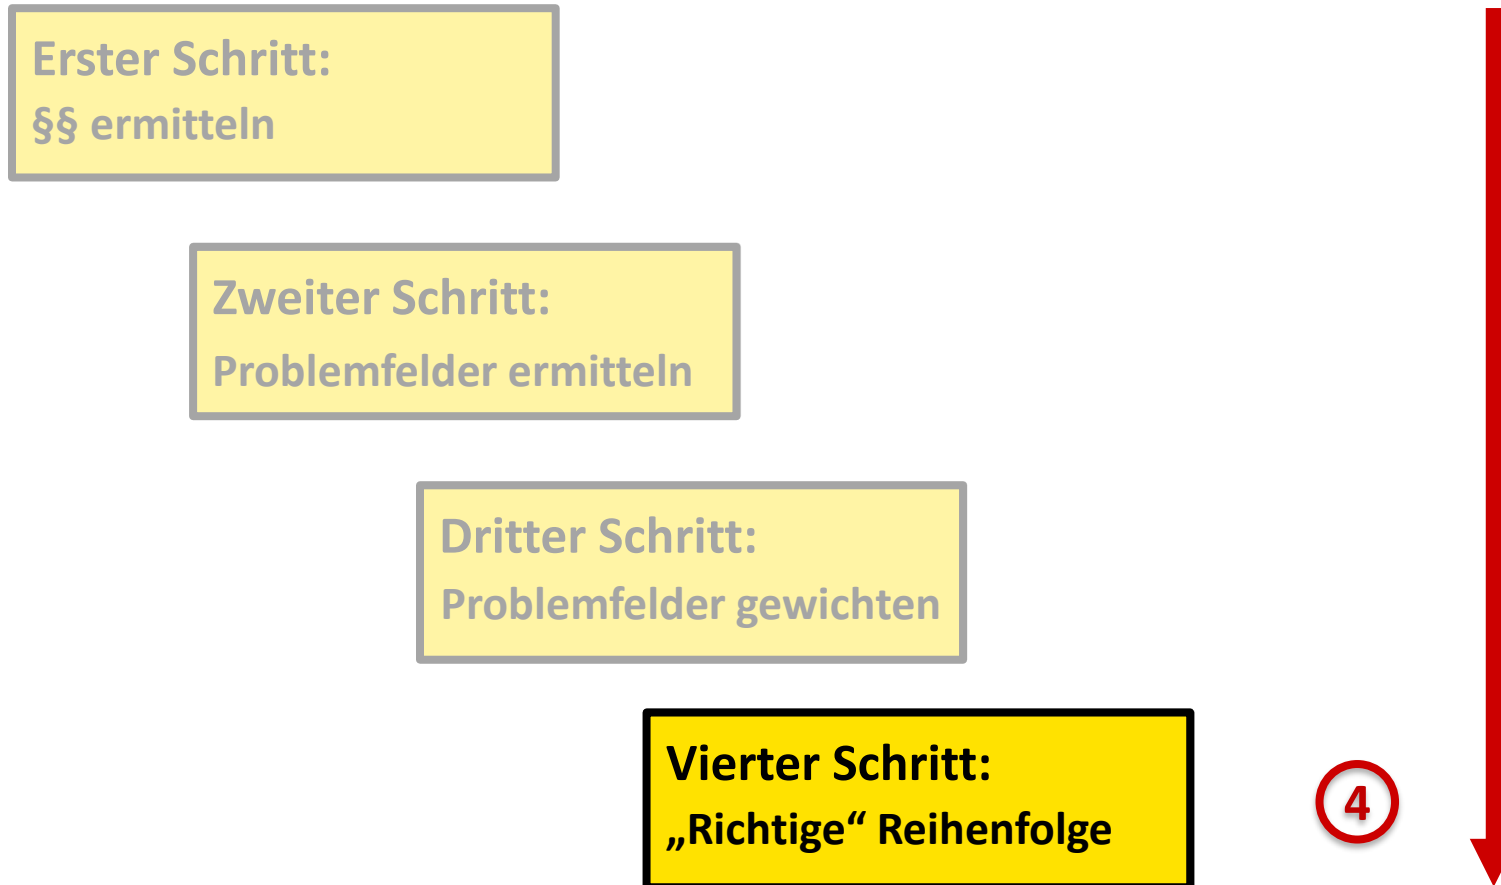 Erster Schritt:
§§ ermitteln
Zweiter Schritt:
Problemfelder ermitteln
Dritter Schritt:
Problemfelder gewichten
Vierter Schritt:
„Richtige“ Reihenfolge
4